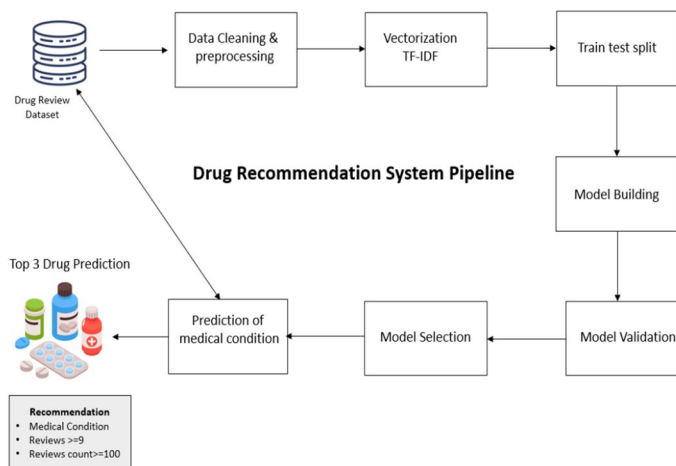 Drug Review
Dataset
Data Cleaning &
preprocessing
Vectorization
TF-IDF
Train test split
Drug Recommendation System Pipeline
Model Building
Top 3 Drug Prediction
Prediction of
medical condition
Model Selection
Model Validation
Recommendation
• Medical Condition
• Reviews >=9
• Reviews count>=100